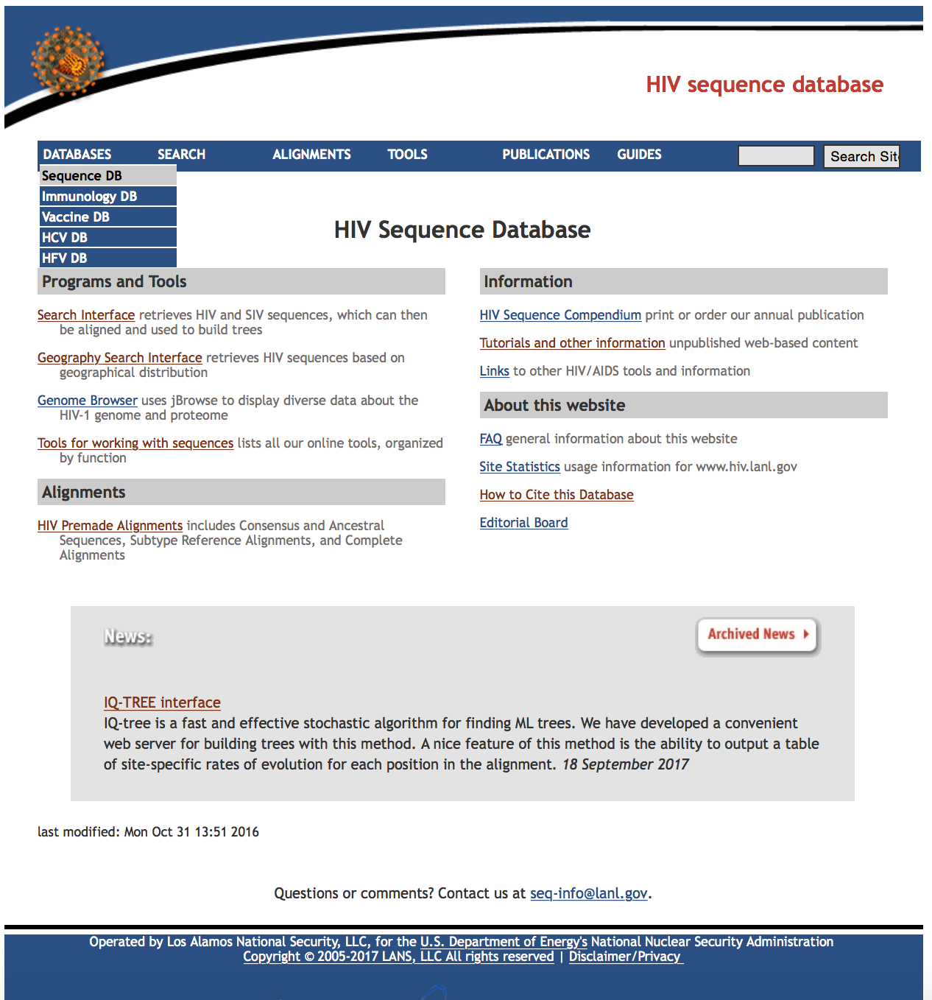 HIV sequence database
DATABASES SEARCH ALIGNMENTS TOOLS PUBLICATIONS GUIDES Search Sit
Sequence DB
Immunology DB
Vaccine DB
HCV DB
HFV DB
HIV Sequence Database
Programs and Tools
Search Interface retrieves HIV and SIV sequences, which can then
be aligned and used to build trees
Geography Search Interface retrieves HIV sequences based on
geographical distribution
Genome Browser uses jBrowse to display diverse data about the
HIV-1 genome and proteome
Tools for working with sequences lists all our online tools, organized
by function
Alignments
HIV Premade Alignments includes Consensus and Ancestral
Sequences, Subtype Reference Alignments, and Complete
Alignments
Information
HIV Sequence Compendium print or order our annual publication
Tutorials and other information unpublished web-based content
Links to other HIV/AIDS tools and information
About this website
FAQ general information about this website
Site Statistics usage information for www.hiv.lanl.gov
How to Cite this Database
Editorial Board
News:
Archived News
IQ-TREE interface
IQ-tree is a fast and effective stochastic algorithm for finding ML trees. We have developed a convenient
web server for building trees with this method. A nice feature of this method is the ability to output a table
of site-specific rates of evolution for each position in the alignment. 18 September 2017
last modified: Mon Oct 31 13:51 2016
Questions or comments? Contact us at seq-info@lanl.gov.
Operated by Los Alamos National Security, LLC, for the U.S. Department of Energy's National Nuclear Security Administration
Copyright © 2005-2017 LANS, LLC All rights reserved | Disclaimer/Privacy